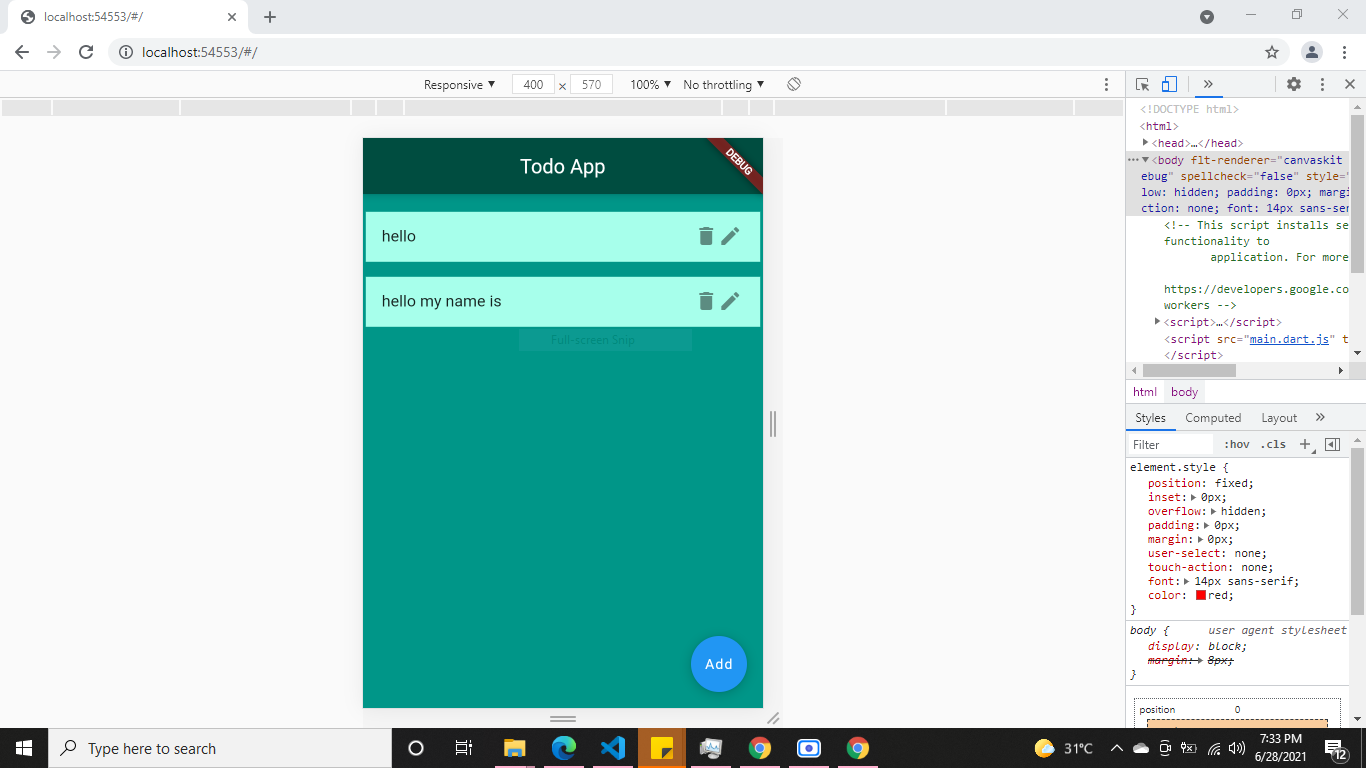 localhost:54553/#/
localhost:54553/#/
Responsive 400 × 570 100% No throttling
<!DOCTYPE html>
<html>
<head>…</head>
<body flt-renderer="canvaskit
ebug" spellcheck="false" style="
low: hidden; padding: 0px; margi
ction: none; font: 14px sans-ser
<!-- This script installs se
functionality to
application. For more
https://developers.google.co
workers -->
<script>…</script>
<script src="main.dart.js" t
</script>
html body
Styles Computed Layout
Filter :hov .cls
element.style {
position: fixed;
inset: 0px;
overflow: hidden;
padding: 0px;
margin: 0px;
user-select: none;
touch-action: none;
font: 14px sans-serif;
color: red;
}
body { user agent stylesheet
display: block;
margin: 8px;
}
position 0
Todo App
DEBUG
hello
hello my name is
Full-screen Snip
Add
Type here to search
31°C
7:33 PM
6/28/2021
12